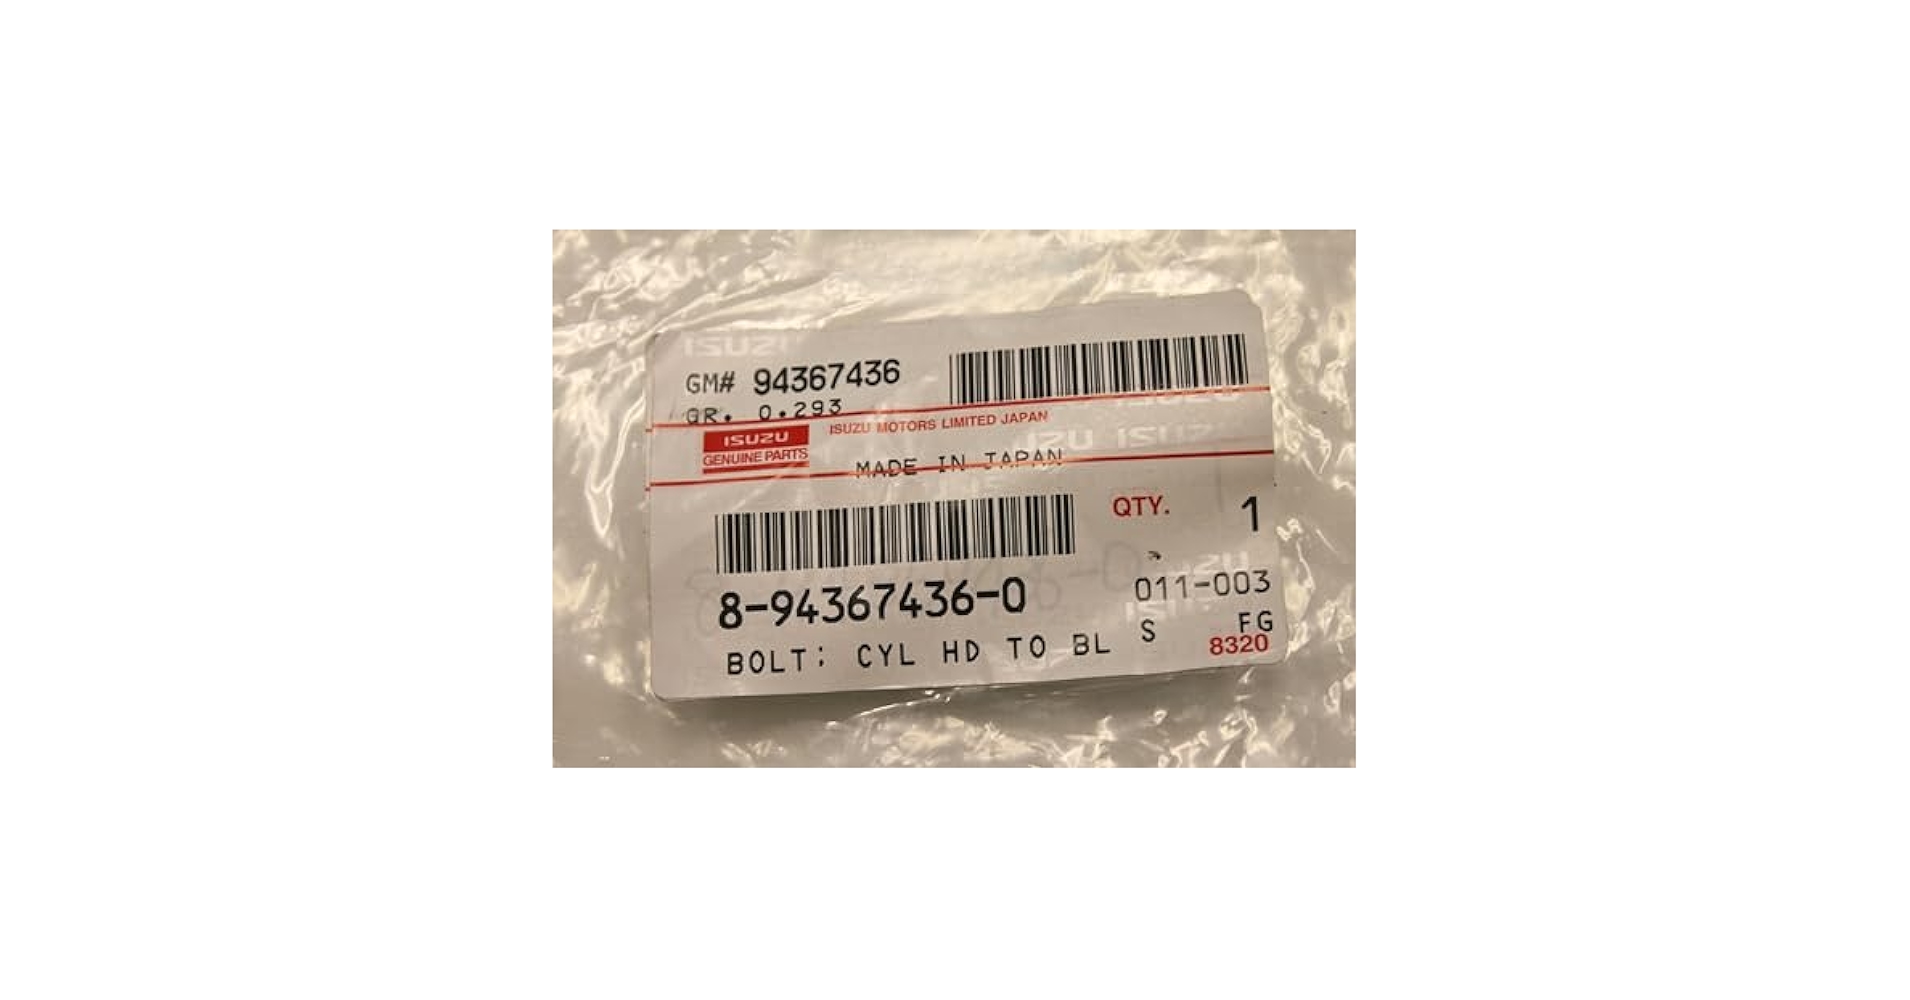 ISUZU
GM# 94367436
GR. 0.293
ISUZU
GENUINE PARTS
ISUZU MOTORS LIMITED JAPAN
ISUZU
MADE IN JAPAN
QTY. 1
8-94367436-0
011-003
BOLT; CYL HD TO BL
S
FG
8320